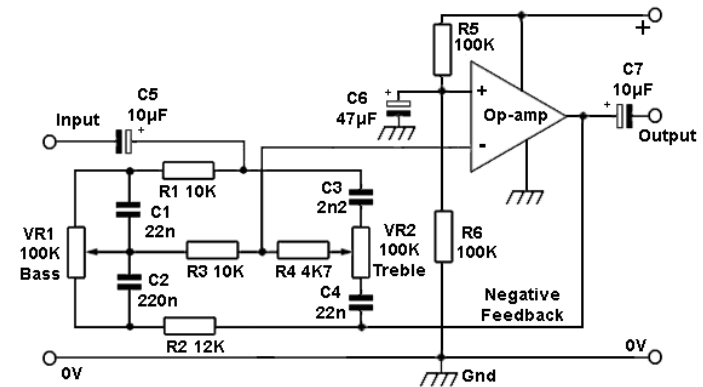 R5
100K
+
C7
10µF
+
Output
C6
47µF
+
+
-
Op-amp
C5
10µF
+
Input
R1 10K
C3
2n2
C1
22n
VR1
100K
Bass
VR2
100K
Treble
R6
100K
R3 10K
R4 4K7
C2
220n
C4
22n
Negative
Feedback
R2 12K
0V
0V
Gnd